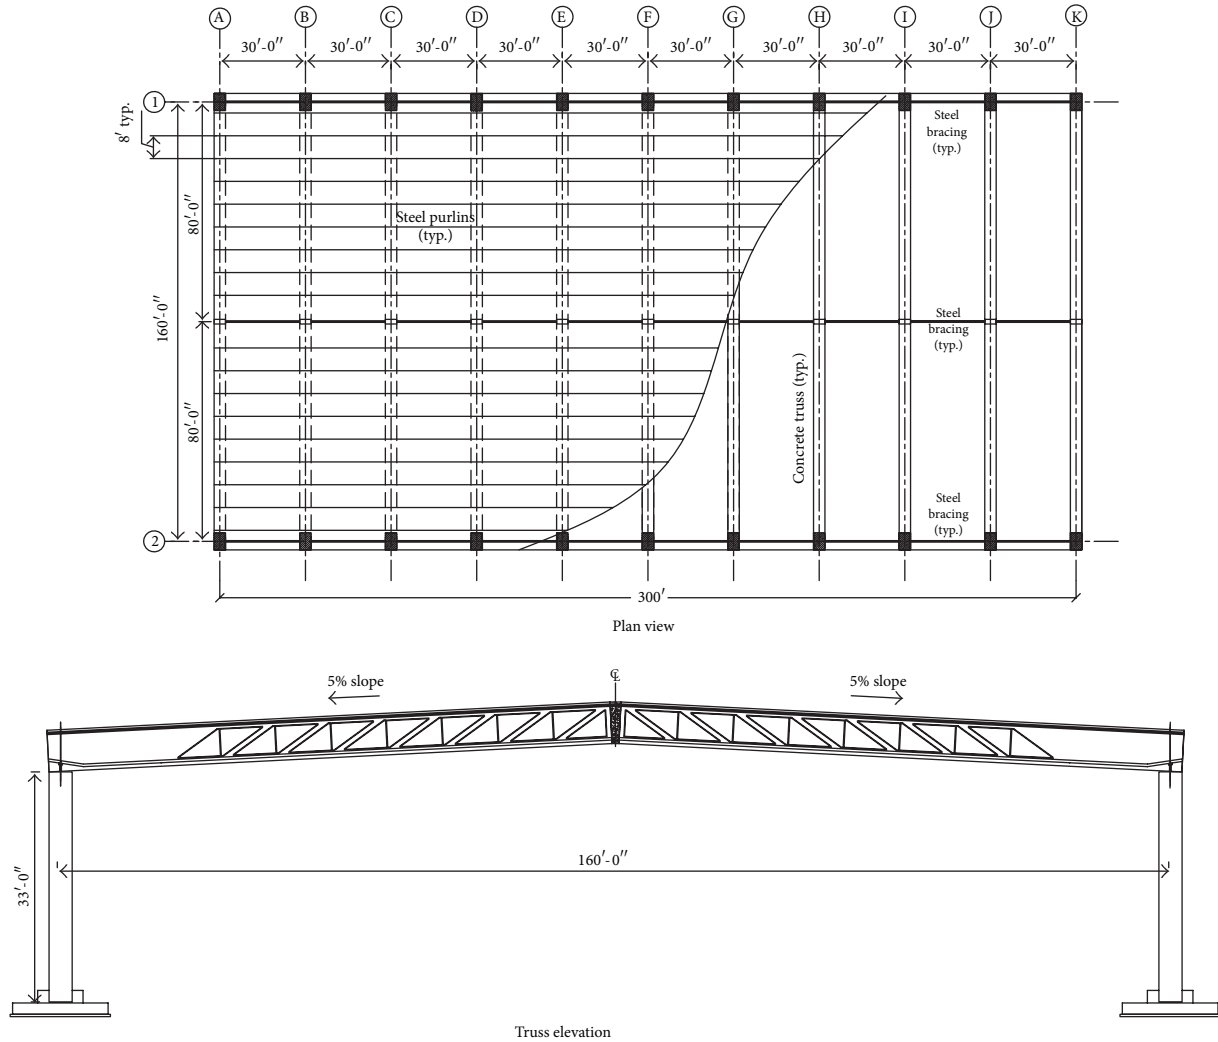 A B C D E F G H I J K
30′-0″ 30′-0″ 30′-0″ 30′-0″ 30′-0″ 30′-0″ 30′-0″ 30′-0″ 30′-0″ 30′-0″
1
8′ typ.
Steel
bracing
(typ.)
80′-0″
Steel purlins
(typ.)
160′-0″
Steel
bracing
(typ.)
80′-0″
Concrete truss (typ.)
Steel
bracing
(typ.)
2
300′
Plan view
℄
5% slope 5% slope
160′-0″
33′-0″
Truss elevation